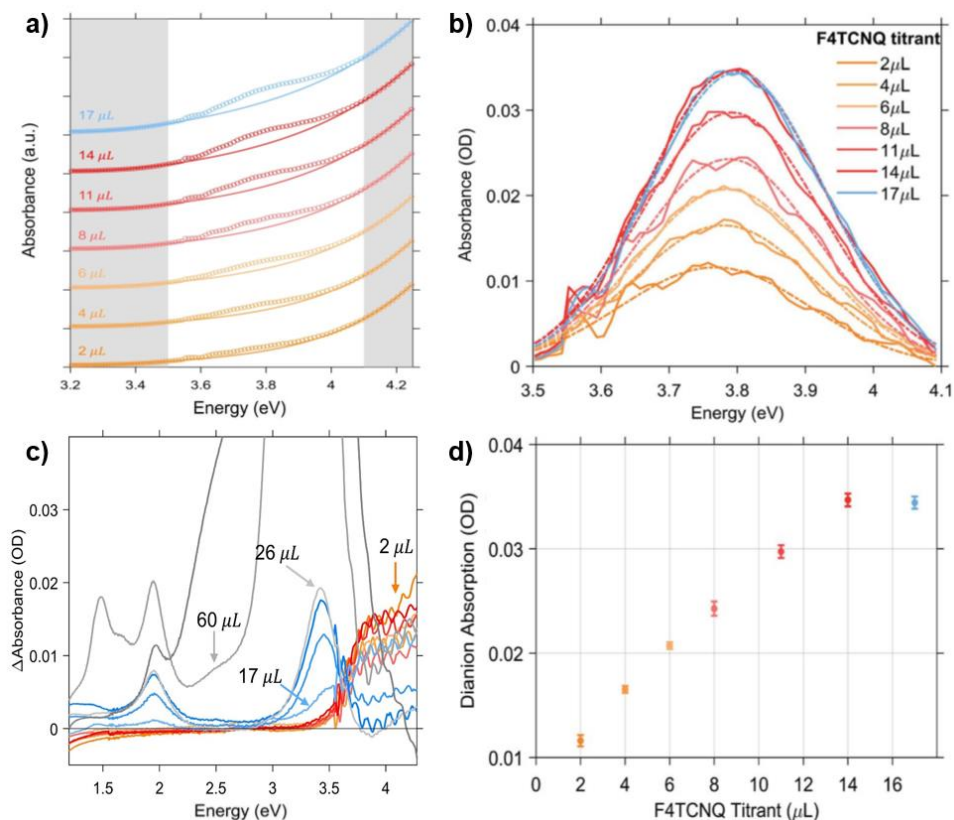 a)
Absorbance (a.u.)
17 μL
14 μL
11 μL
8 μL
6 μL
4 μL
2 μL
3.2 3.4 3.6 3.8 4 4.2
Energy (eV)
b)
Absorbance (OD)
0.04
0.03
0.02
0.01
0
F4TCNQ titrant
2μL
4μL
6μL
8μL
11μL
14μL
17μL
3.5 3.6 3.7 3.8 3.9 4 4.1
Energy (eV)
c)
ΔAbsorbance (OD)
0.03
0.02
0.01
0
26 μL
2 μL
60 μL
17 μL
1.5 2 2.5 3 3.5 4
Energy (eV)
d)
Dianion Absorption (OD)
0.04
0.03
0.02
0.01
0 2 4 6 8 10 12 14 16
F4TCNQ Titrant (μL)